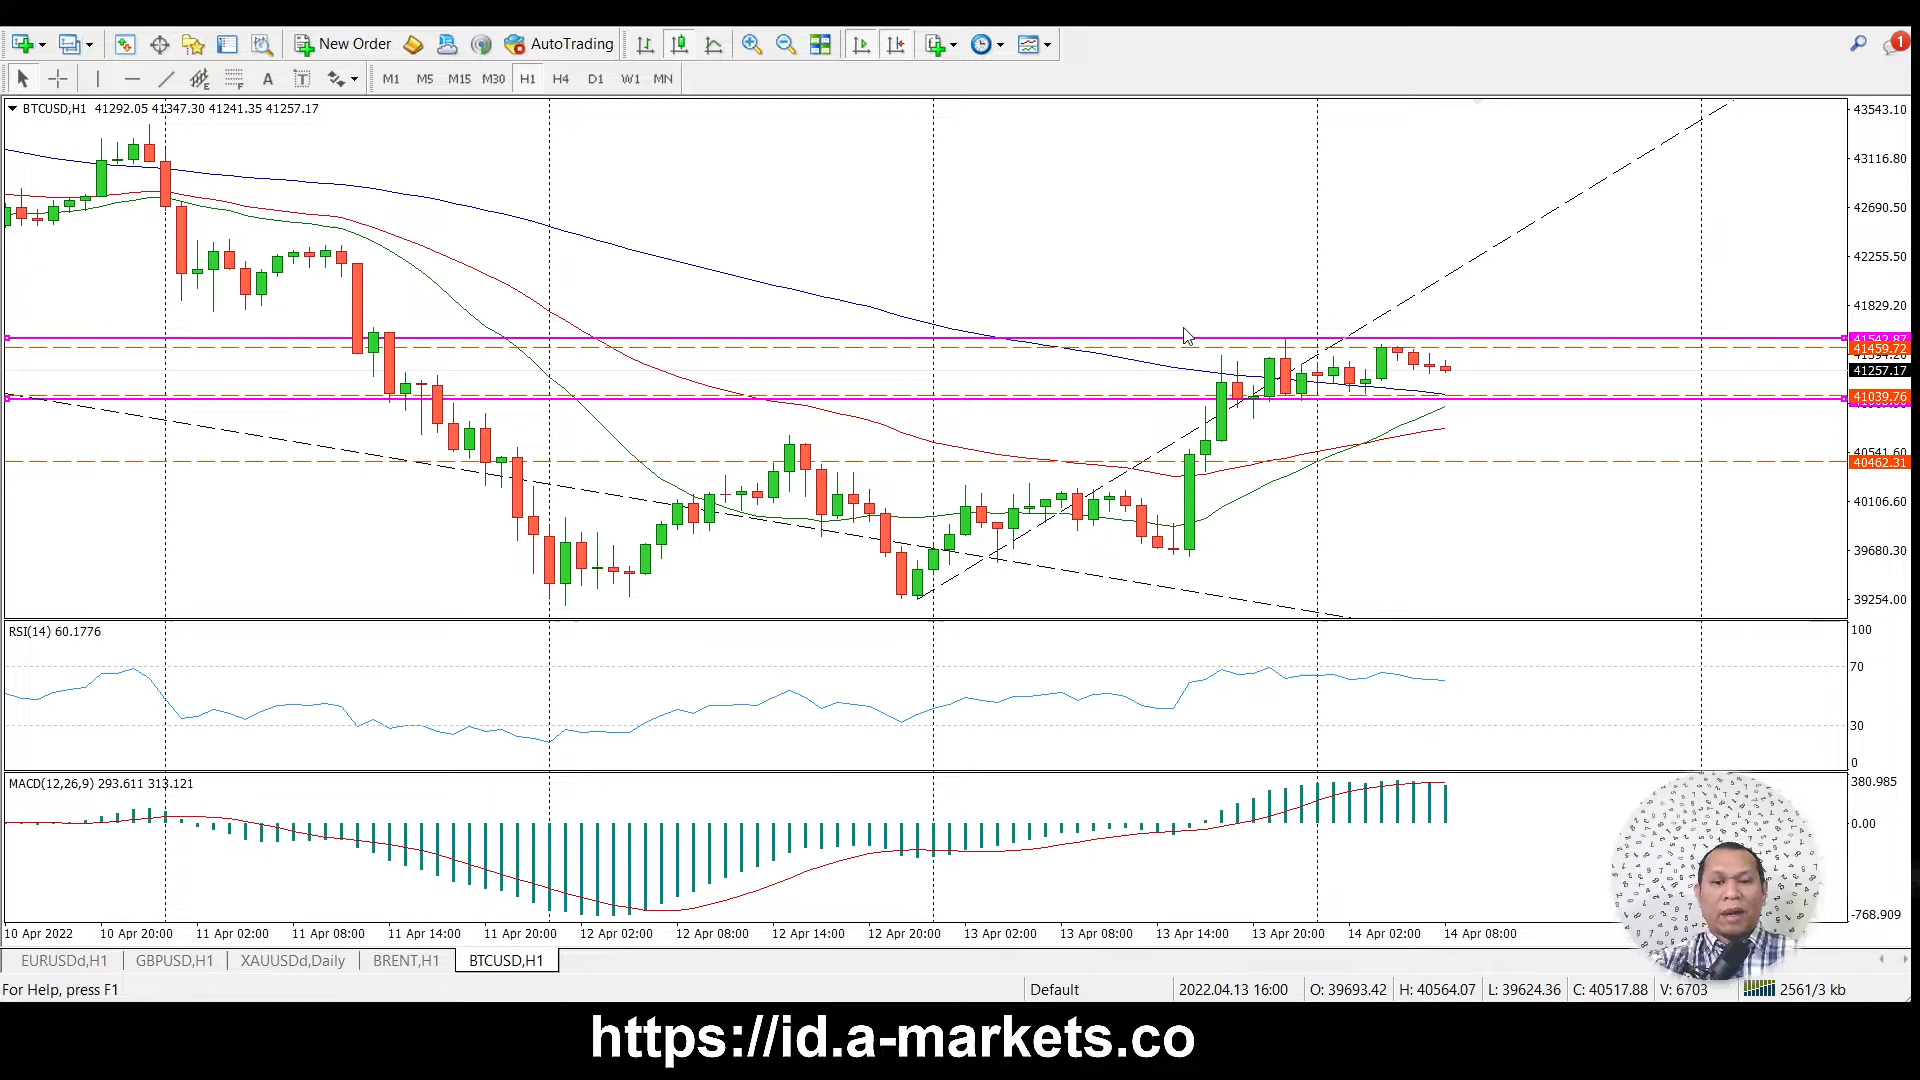 New Order AutoTrading 1
A T M1 M5 M15 M30 H1 H4 D1 W1 MN
BTCUSD,H1 41292.05 41347.30 41241.35 41257.17
43543.10
43116.80
42690.50
42255.50
41829.20
41542.87
41459.72
41257.17
41039.76
40541.60
40462.31
40106.60
39680.30
39254.00
RSI(14) 60.1776
100
70
30
0
MACD(12,26,9) 293.611 313.121
380.985
0.00
-768.909
10 Apr 2022 10 Apr 20:00 11 Apr 02:00 11 Apr 08:00 11 Apr 14:00 11 Apr 20:00 12 Apr 02:00 12 Apr 08:00 12 Apr 14:00 12 Apr 20:00 13 Apr 02:00 13 Apr 08:00 13 Apr 14:00 13 Apr 20:00 14 Apr 02:00 14 Apr 08:00
EURUSDd,H1 GBPUSD,H1 XAUUSDd,Daily BRENT,H1 BTCUSD,H1
For Help, press F1 Default 2022.04.13 16:00 O: 39693.42 H: 40564.07 L: 39624.36 C: 40517.88 V: 6703 2561/3 kb
https://id.a-markets.co